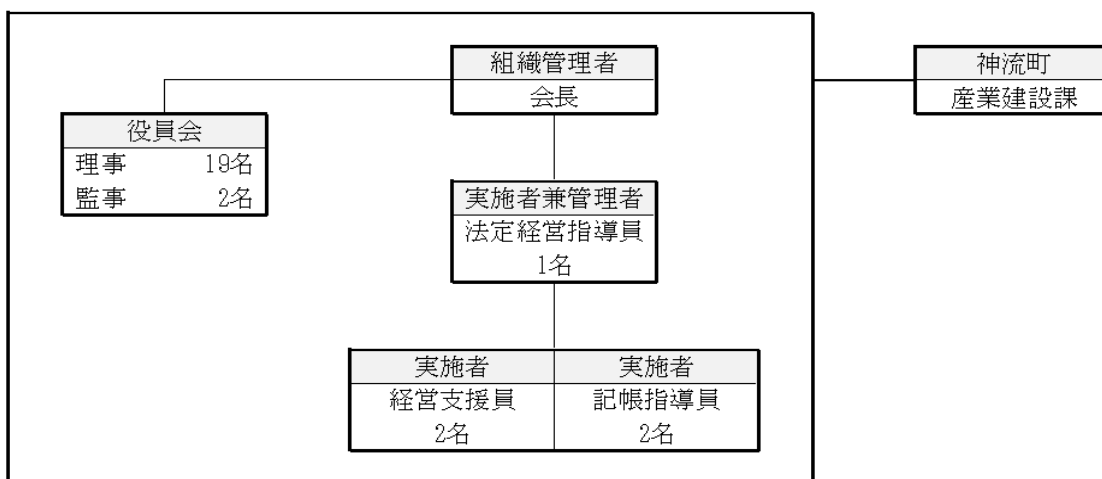 組織管理者
会長
神流町
産業建設課
役員会
理事 19名
監事 2名
実施者兼管理者
法定経営指導員
1名
実施者 実施者
経営支援員 記帳指導員
2名 2名